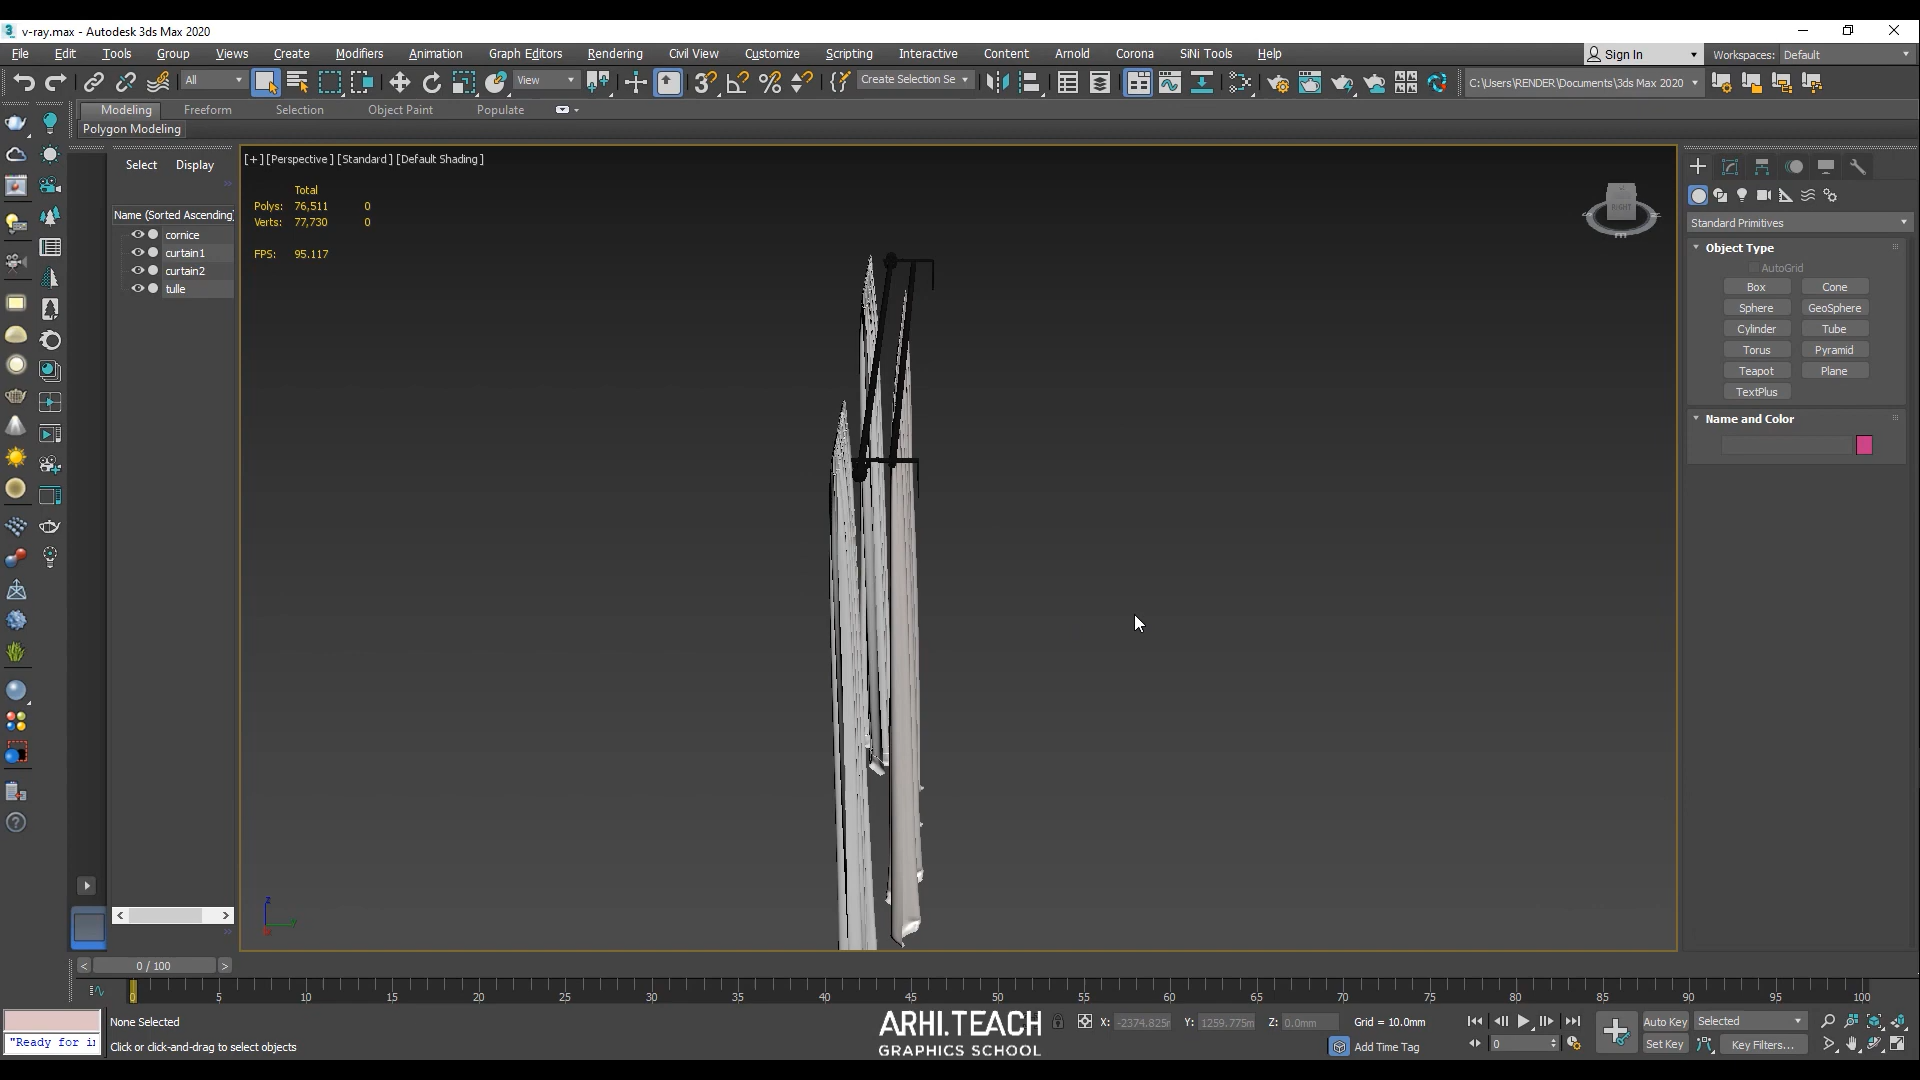 v-ray.max - Autodesk 3ds Max 2020
File Edit Tools Group Views Create Modifiers Animation Graph Editors Rendering Civil View Customize Scripting Interactive Content Arnold Corona SiNi Tools Help
Sign In
Workspaces: Default
All
View
Create Selection Se
C:\Users\RENDER\Documents\3ds Max 2020
Modeling Freeform Selection Object Paint Populate
Polygon Modeling
Select Display
Name (Sorted Ascending)
cornice
curtain1
curtain2
tulle
[+] [Perspective ] [Standard ] [Default Shading ]
Total
Polys: 76,511 0
Verts: 77,730 0
FPS: 95.117
RIGHT
Standard Primitives
Object Type
AutoGrid
Box Cone
Sphere GeoSphere
Cylinder Tube
Torus Pyramid
Teapot Plane
TextPlus
Name and Color
z
0 / 100
0 5 10 15 20 25 30 35 40 45 50 55 60 65 70 75 80 85 90 95 100
None Selected
"Ready for i
Click or click-and-drag to select objects
ARHI.TEACH
GRAPHICS SCHOOL
X: -2374.825r Y: 1259.775m Z: 0.0mm Grid = 10.0mm
Add Time Tag
0
Auto Key Selected
Set Key Key Filters...